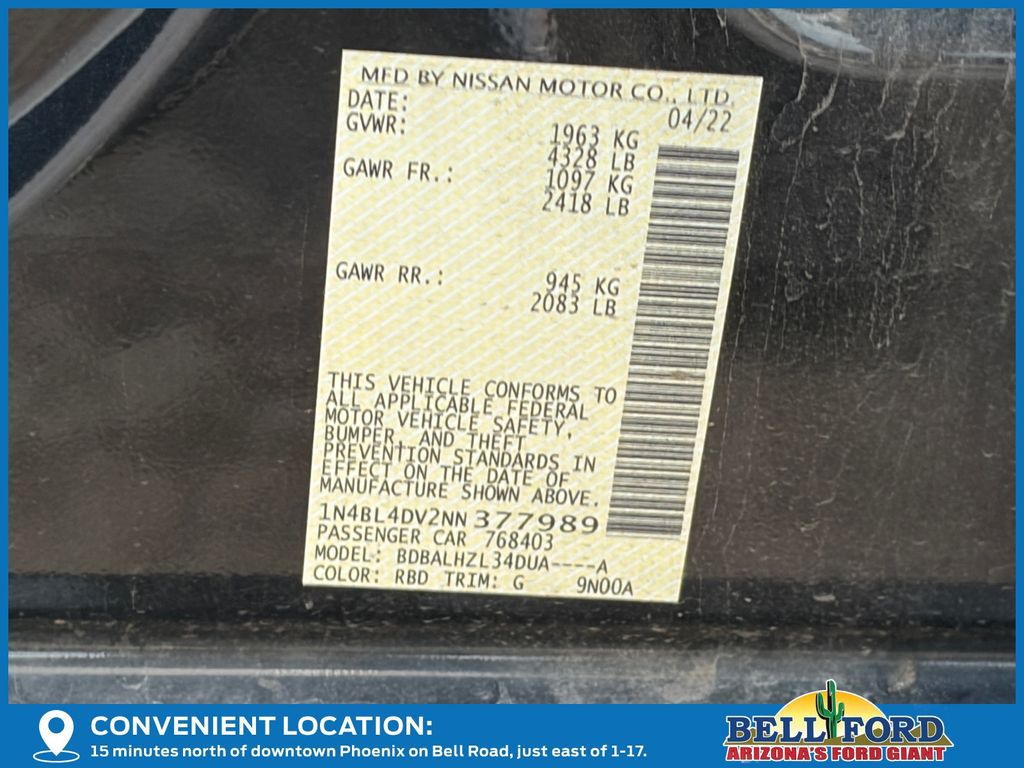 MFD BY NISSAN MOTOR CO., LTD.
DATE: 04/22
GVWR: 1963 KG
4328 LB
GAWR FR.: 1097 KG
2418 LB
GAWR RR.: 945 KG
2083 LB
THIS VEHICLE CONFORMS TO
ALL APPLICABLE FEDERAL
MOTOR VEHICLE SAFETY,
BUMPER, AND THEFT
PREVENTION STANDARDS IN
EFFECT ON THE DATE OF
MANUFACTURE SHOWN ABOVE.
1N4BL4DV2NN 377989
PASSENGER CAR 768403
MODEL: BDBALHZL34DUA----A
COLOR: RBD TRIM: G 9N00A
CONVENIENT LOCATION:
15 minutes north of downtown Phoenix on Bell Road, just east of 1-17.
BELL FORD
ARIZONA'S FORD GIANT